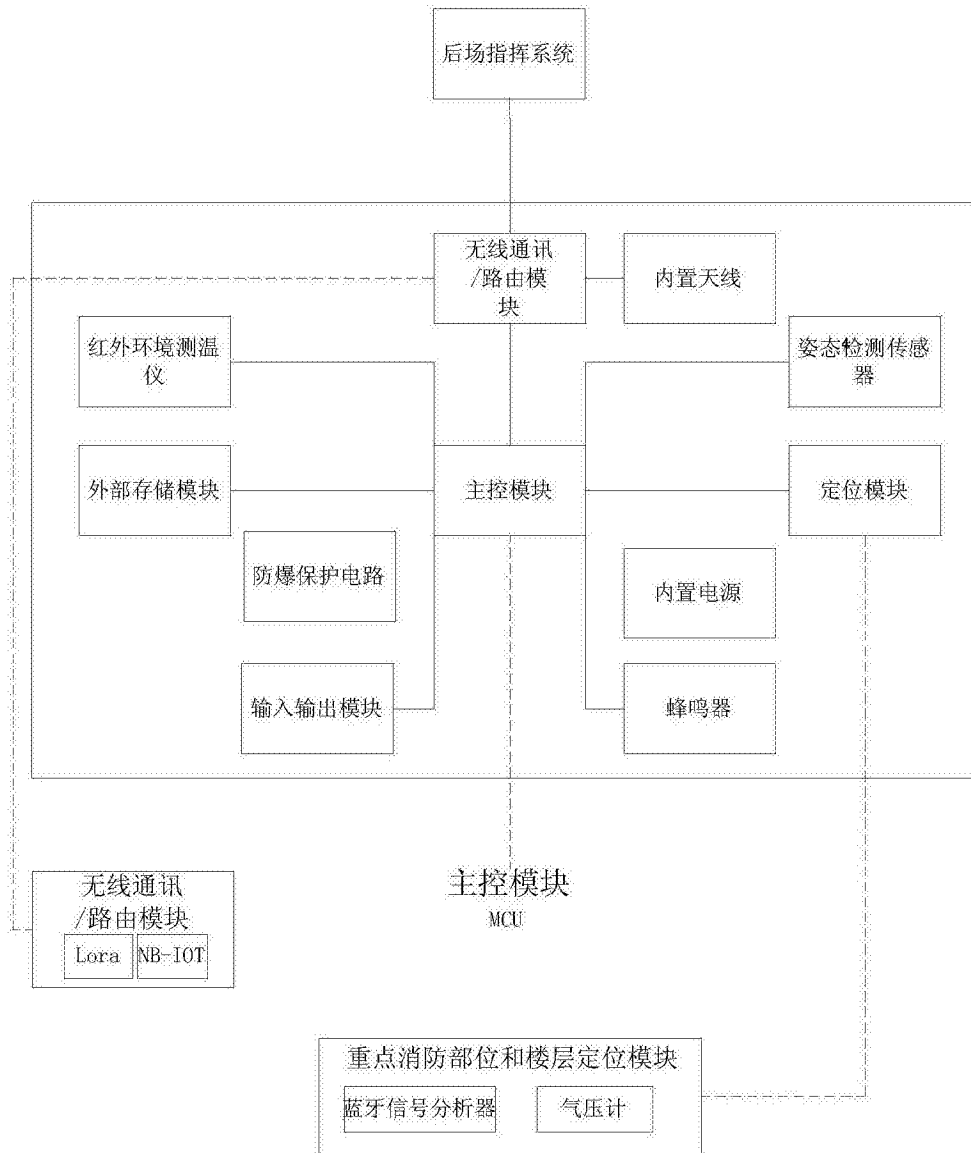 后场指挥系统
无线通讯
/路由模
块
内置天线
红外环境测温
仪
姿态检测传感
器
外部存储模块
主控模块
定位模块
防爆保护电路
内置电源
输入输出模块
蜂鸣器
无线通讯
/路由模块
Lora
NB-IOT
主控模块
MCU
重点消防部位和楼层定位模块
蓝牙信号分析器
气压计